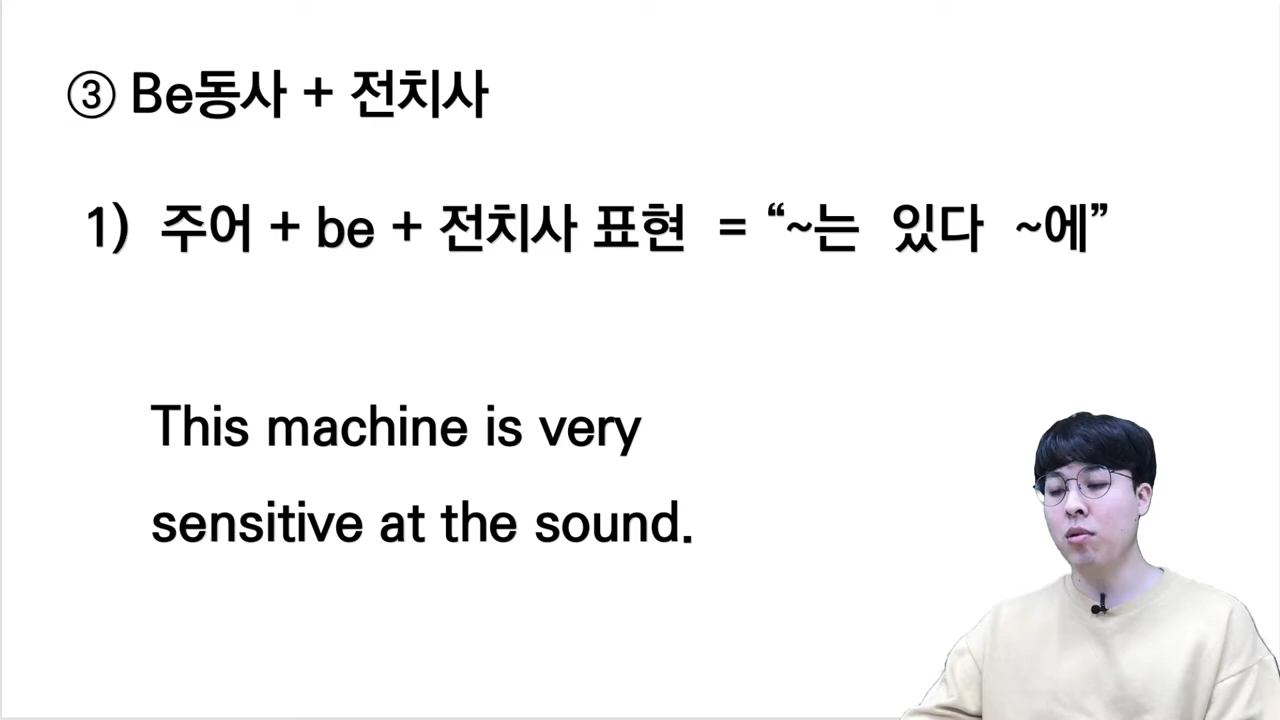 ③ Be동사 + 전치사
1) 주어 + be + 전치사 표현 = “~는 있다 ~에”
This machine is very
sensitive at the sound.